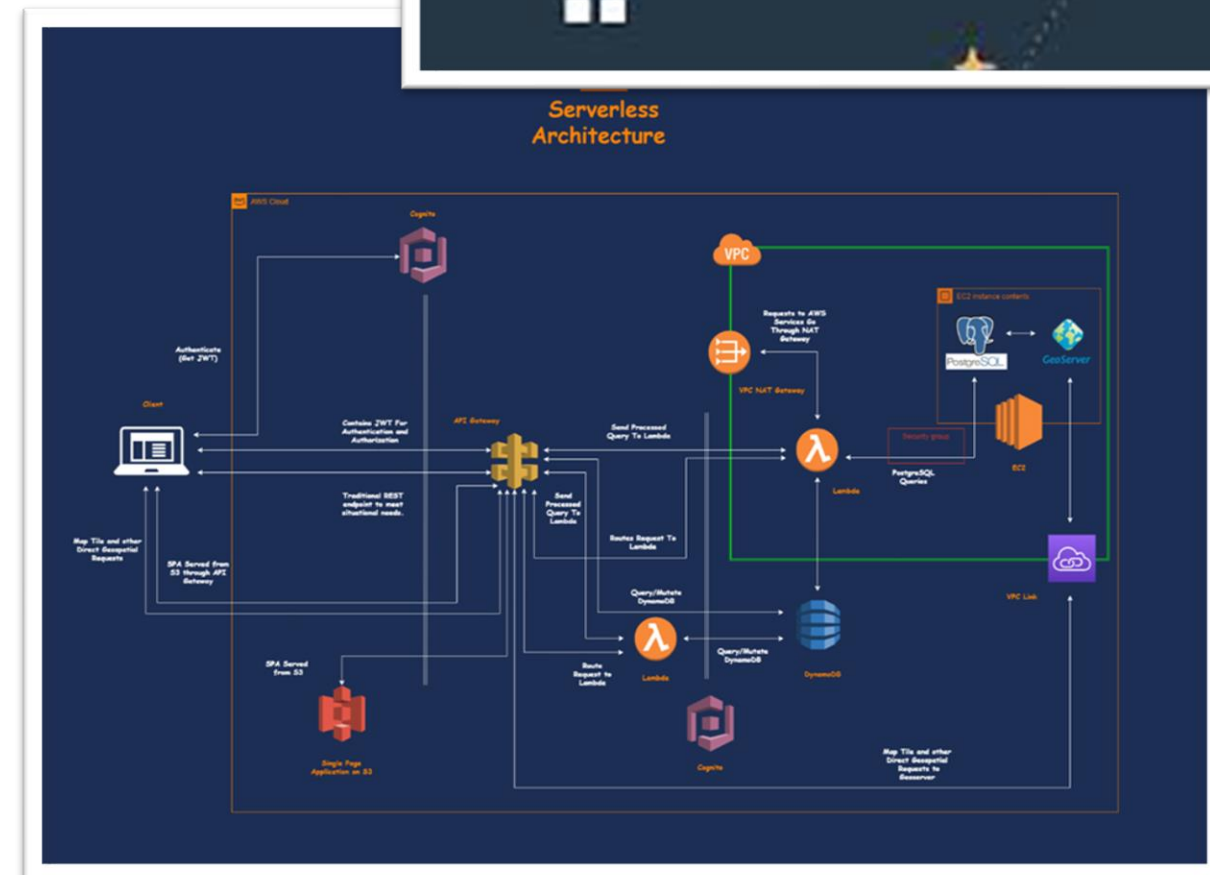 Serverless
Architecture
AWS Cloud
Cognito
VPC
EC2 instance contents
Requests to AWS
Services Go
Through NAT
Gateway
PostgreSQL
GeoServer
Authenticate
(Get JWT)
VPC NAT Gateway
Client
Contains JWT For
Authentication and
Authorization
API Gateway
Send Processed
Query To Lambda
Security group
EC2
Lambda
PostgreSQL
Queries
Traditional REST
endpoint to meet
situational needs.
Send
Processed
Query To
Lambda
Map Tile and other
Direct Geospatial
Requests
Routes Request To
Lambda
SPA Served from
S3 through API
Gateway
VPC Link
Query/Mutate
DynamoDB
SPA Served
from S3
Route
Request to
Lambda
Lambda
Query/Mutate
DynamoDB
DynamoDB
Single Page
Application on S3
Cognito
Map Tile and other
Direct Geospatial
Requests to
Geoserver